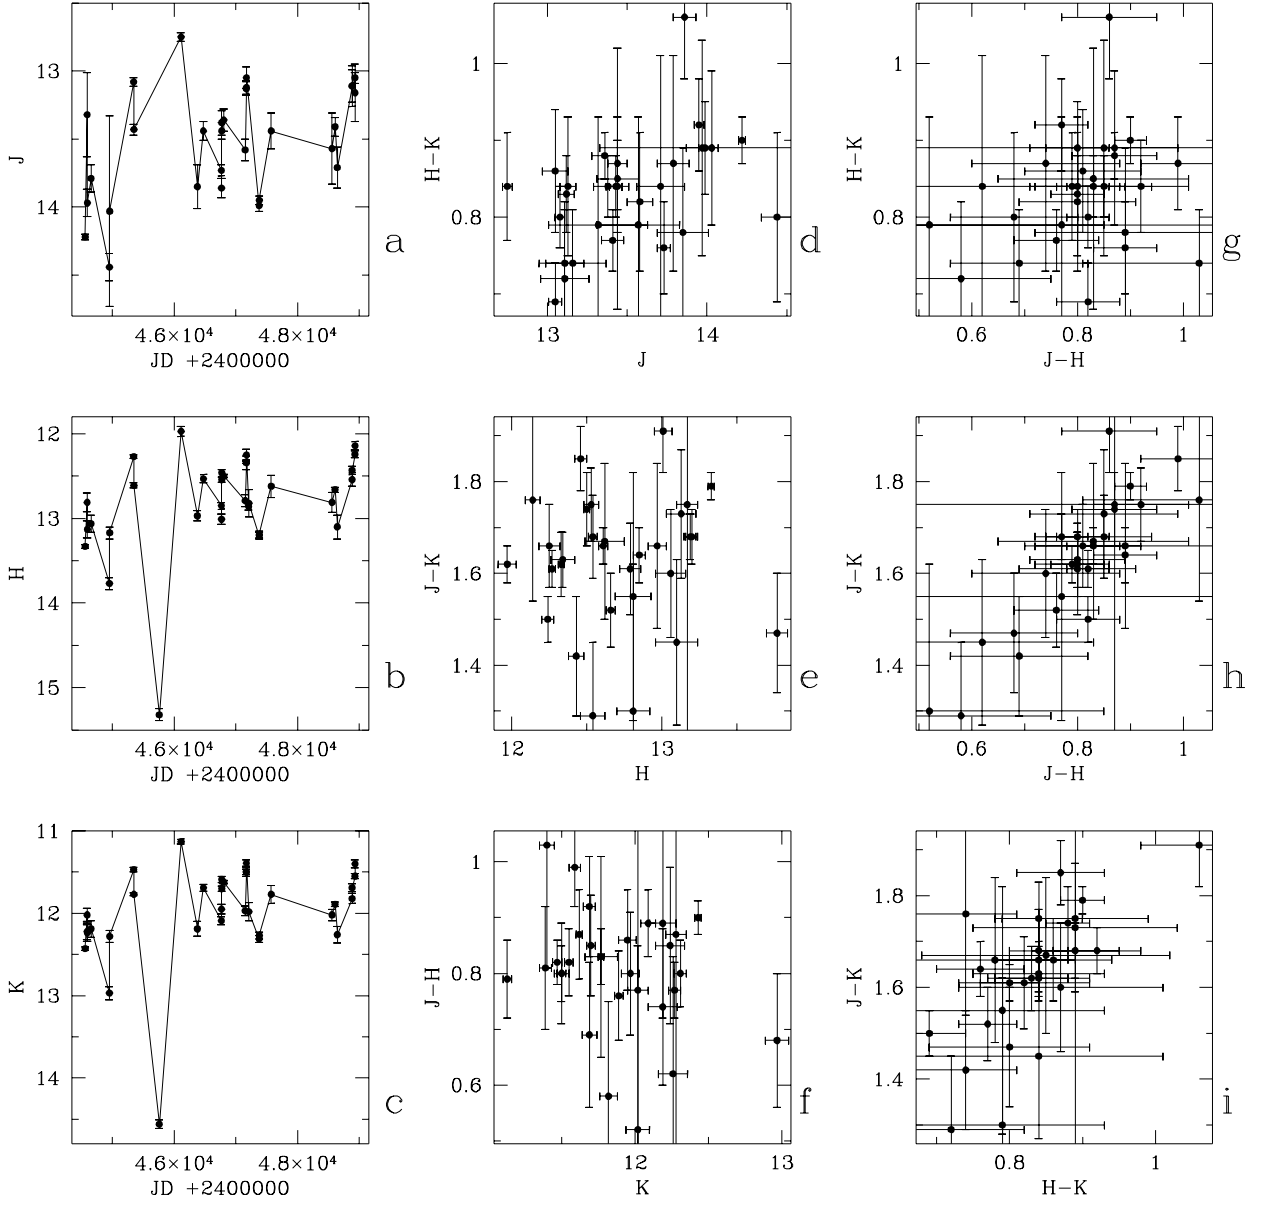 13
14
J
4.6×10⁴ 4.8×10⁴
JD +2400000
a
1
0.8
H−K
13 14
J
d
1
0.8
H−K
0.6 0.8 1
J−H
g
12
13
14
15
H
4.6×10⁴ 4.8×10⁴
JD +2400000
b
1.8
1.6
1.4
J−K
12 13
H
e
1.8
1.6
1.4
J−K
0.6 0.8 1
J−H
h
11
12
13
14
K
4.6×10⁴ 4.8×10⁴
JD +2400000
c
1
0.8
0.6
J−H
12 13
K
f
1.8
1.6
1.4
J−K
0.8 1
H−K
i